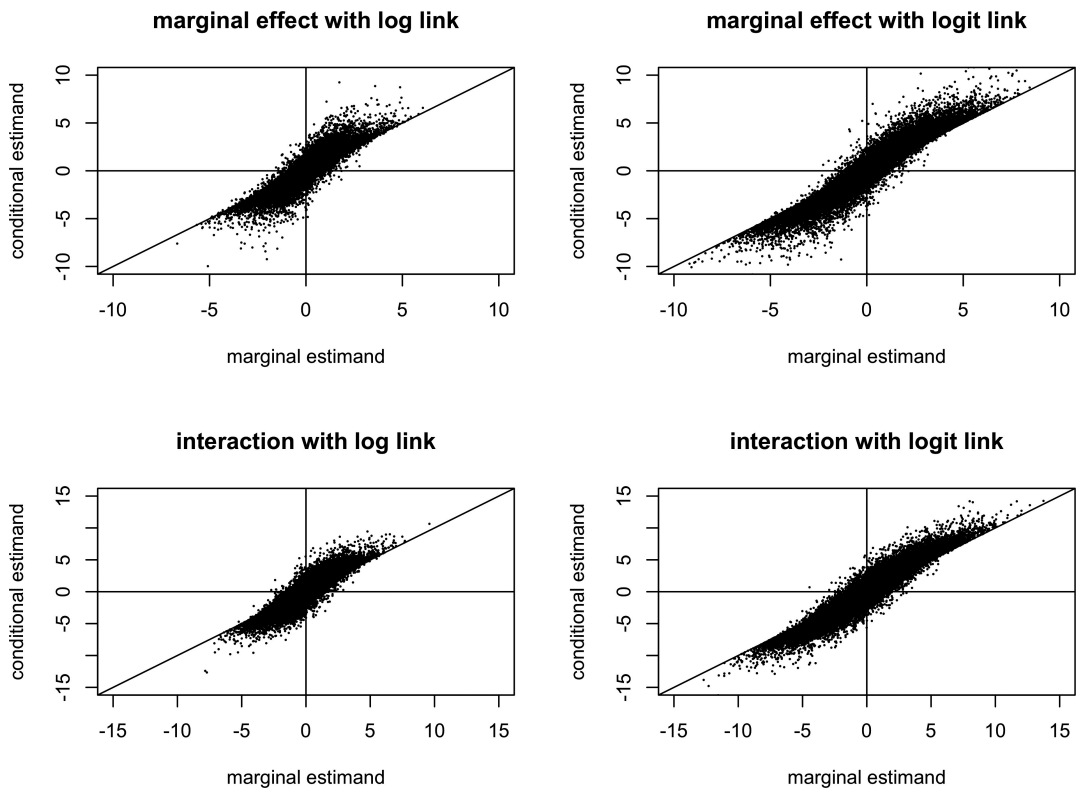 marginal effect with log link
conditional estimand
10
5
0
-5
-10
-10 -5 0 5 10
marginal estimand
marginal effect with logit link
conditional estimand
10
5
0
-5
-10
-10 -5 0 5 10
marginal estimand
interaction with log link
conditional estimand
15
5
0
-5
-15
-15 -10 -5 0 5 10 15
marginal estimand
interaction with logit link
conditional estimand
15
5
0
-5
-15
-15 -10 -5 0 5 10 15
marginal estimand